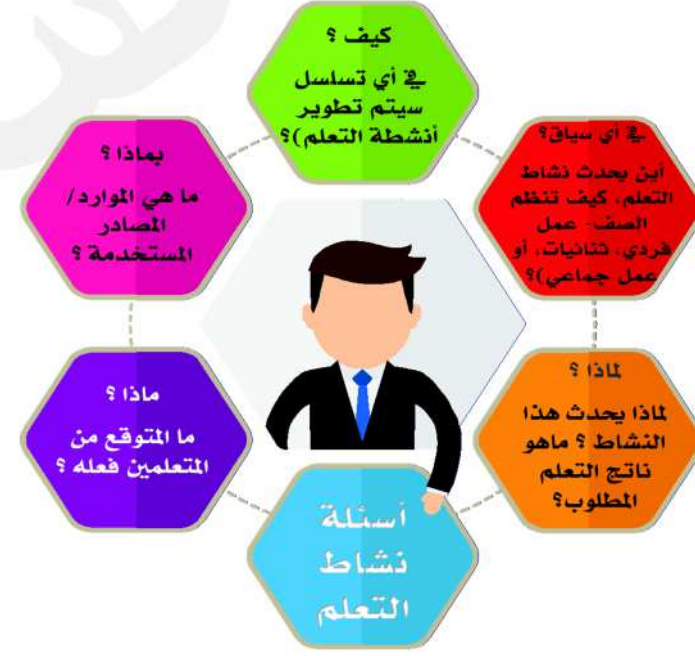 كيف ؟
في أي تسلسل
سيتم تطوير
أنشطة التعلم)؟
في أي سياق؟
أين يحدث نشاط
التعلم، كيف تنظم
الصف- عمل
فردي، ثنائيات، أو
عمل جماعي)؟
لماذا ؟
لماذا يحدث هذا
النشاط ؟ ماهو
ناتج التعلم
المطلوب؟
أسئلة
نشاط
التعلم
ماذا ؟
ما المتوقع من
المتعلمين فعله ؟
بماذا ؟
ما هي الموارد/
المصادر
المستخدمة ؟